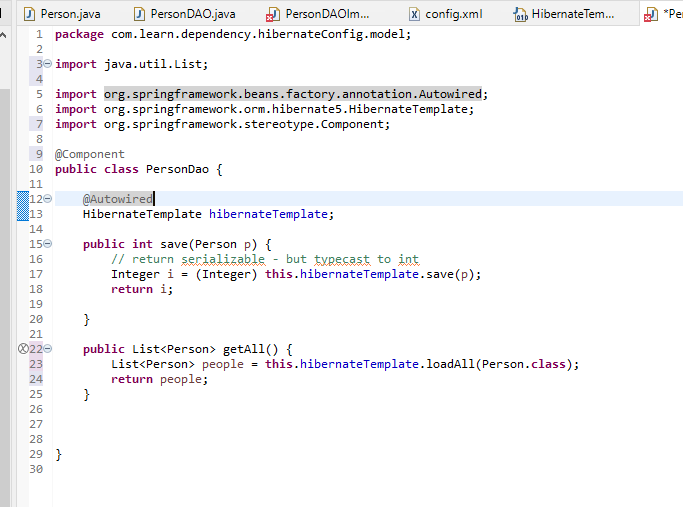 Person.java PersonDAO.java PersonDAOIm... config.xml HibernateTem... *Per
1 package com.learn.dependency.hibernateConfig.model;
2
3 import java.util.List;
4
5 import org.springframework.beans.factory.annotation.Autowired;
6 import org.springframework.orm.hibernate5.HibernateTemplate;
7 import org.springframework.stereotype.Component;
8
9 @Component
10 public class PersonDao {
11
12 @Autowired
13 HibernateTemplate hibernateTemplate;
14
15 public int save(Person p) {
16 // return serializable - but typecast to int
17 Integer i = (Integer) this.hibernateTemplate.save(p);
18 return i;
19
20 }
21
22 public List<Person> getAll() {
23 List<Person> people = this.hibernateTemplate.loadAll(Person.class);
24 return people;
25 }
26
27
28
29 }
30